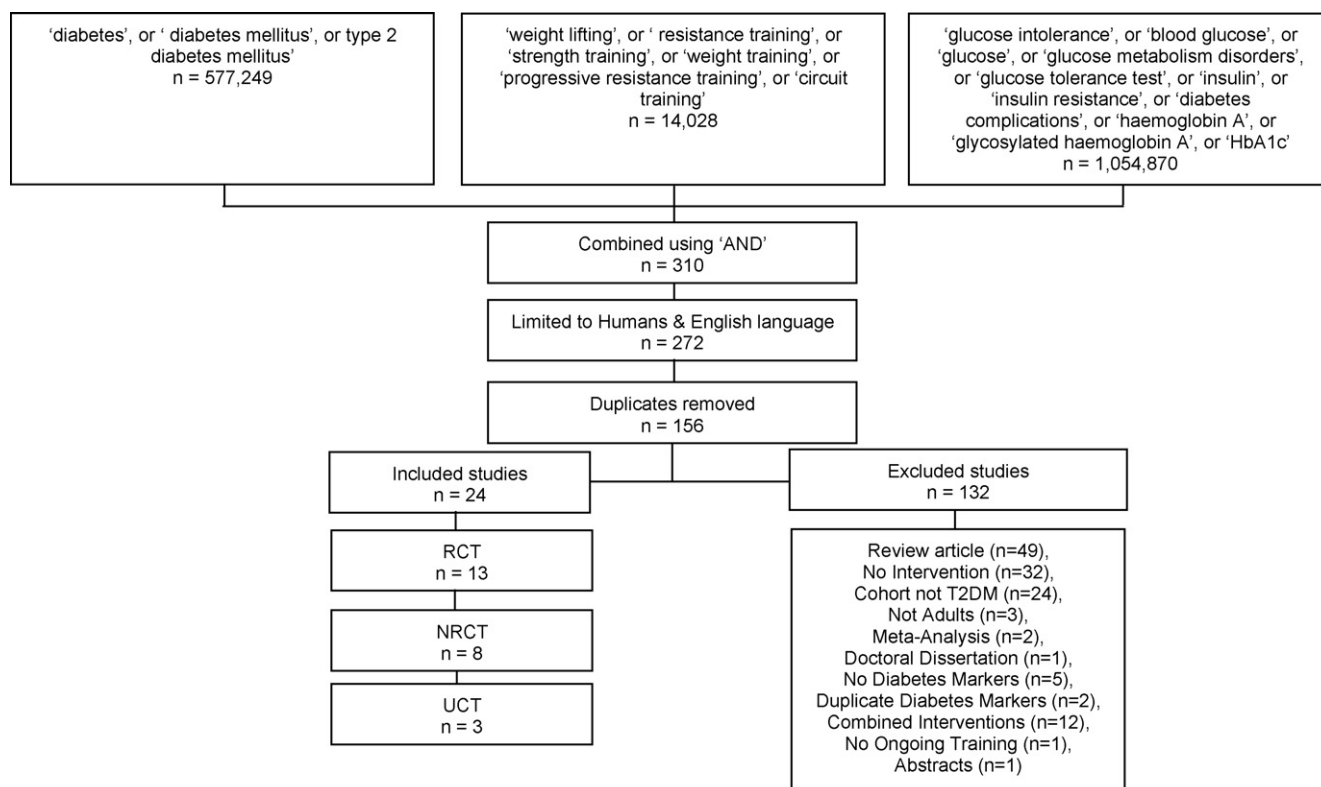 ‘diabetes’, or ‘ diabetes mellitus’, or type 2
diabetes mellitus’
n = 577,249
‘weight lifting’, or ‘ resistance training’, or
‘strength training’, or ‘weight training’, or
‘progressive resistance training’, or ‘circuit
training’
n = 14,028
‘glucose intolerance’, or ‘blood glucose’, or
‘glucose’, or ‘glucose metabolism disorders’,
or ‘glucose tolerance test’, or ‘insulin’, or
‘insulin resistance’, or ‘diabetes
complications’, or ‘haemoglobin A’, or
‘glycosylated haemoglobin A’, or ‘HbA1c’
n = 1,054,870
Combined using ‘AND’
n = 310
Limited to Humans & English language
n = 272
Duplicates removed
n = 156
Included studies
n = 24
RCT
n = 13
NRCT
n = 8
UCT
n = 3
Excluded studies
n = 132
Review article (n=49),
No Intervention (n=32),
Cohort not T2DM (n=24),
Not Adults (n=3),
Meta-Analysis (n=2),
Doctoral Dissertation (n=1),
No Diabetes Markers (n=5),
Duplicate Diabetes Markers (n=2),
Combined Interventions (n=12),
No Ongoing Training (n=1),
Abstracts (n=1)